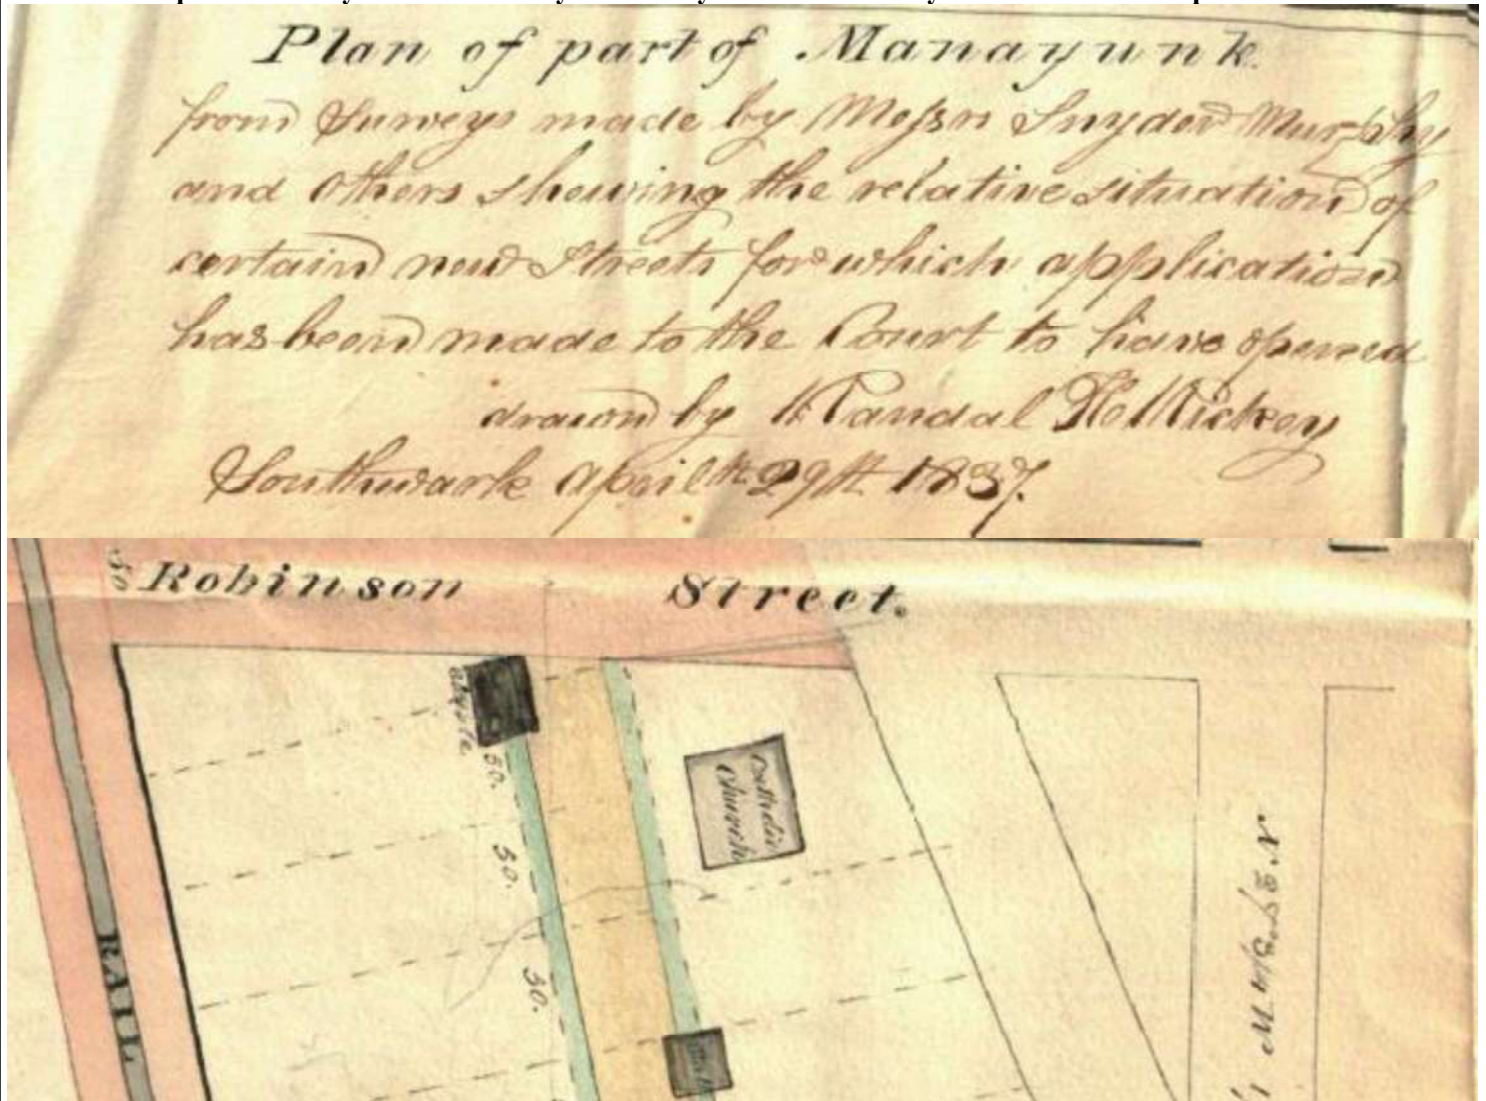 Plan of part of Manayunk.
from Surveys made by Messrs Snyder Murphy
and others shewing the relative situation of
certain new Streets for which application
has been made to the Court to have opened
drawn by Randal
Southwark april 29th 1837.
50
Robinson Street.
50.
50.
50.
Catholic
Church
RAIL